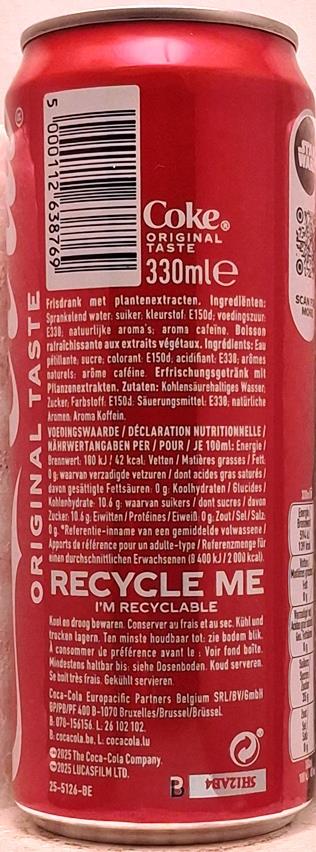 5 000112 638769
Coke®
ORIGINAL
TASTE
330ml e
ORIGINAL TASTE
Frisdrank met plantenextracten. Ingrediënten:
Sprankelend water; suiker; kleurstof: E150d; voedingszuur:
E338; natuurlijke aroma's; aroma cafeïne. Boisson
rafraîchissante aux extraits végétaux. Ingrédients: Eau
pétillante; sucre; colorant: E150d; acidifiant: E338; arômes
naturels; arôme caféine. Erfrischungsgetränk mit
Pflanzenextrakten. Zutaten: Kohlensäurehaltiges Wasser;
Zucker; Farbstoff: E150d; Säuerungsmittel: E338; natürliche
Aromen; Aroma Koffein.
VOEDINGSWAARDE / DÉCLARATION NUTRITIONNELLE /
NÄHRWERTANGABEN PER / POUR / JE 100ml: Energie /
Brennwert: 180 kJ / 42 kcal; Vetten / Matières grasses / Fett:
0 g; waarvan verzadigde vetzuren / dont acides gras saturés /
davon gesättigte Fettsäuren: 0 g; Koolhydraten / Glucides /
Kohlenhydrate: 10.6 g; waarvan suikers / dont sucres / davon
Zucker: 10.6 g; Eiwitten / Protéines / Eiweiß: 0 g; Zout / Sel / Salz:
0 g. *Referentie-inname van een gemiddelde volwassene /
Apports de référence pour un adulte-type / Referenzmenge für
einen durchschnittlichen Erwachsenen (8 400 kJ / 2 000 kcal).
RECYCLE ME
I'M RECYCLABLE
Koel en droog bewaren. Conserver au frais et au sec. Kühl und
trocken lagern. Ten minste houdbaar tot: zie bodem blik.
À consommer de préférence avant le : Voir fond boîte.
Mindestens haltbar bis: siehe Dosenboden. Koud serveren.
Se boit très frais. Gekühlt servieren.
Coca-Cola Europacific Partners Belgium SRL/BV/GmbH
GP/PB/PF 400 B-1070 Bruxelles/Brussel/Brüssel.
B: 078-156156. L: 26 102 102.
B: cocacola.be, L: cocacola.lu
©2025 The Coca-Cola Company.
©2025 LUCASFILM LTD.
25-5126-BE
B
SH12AB4
STAR
SCAN FOR
MORE